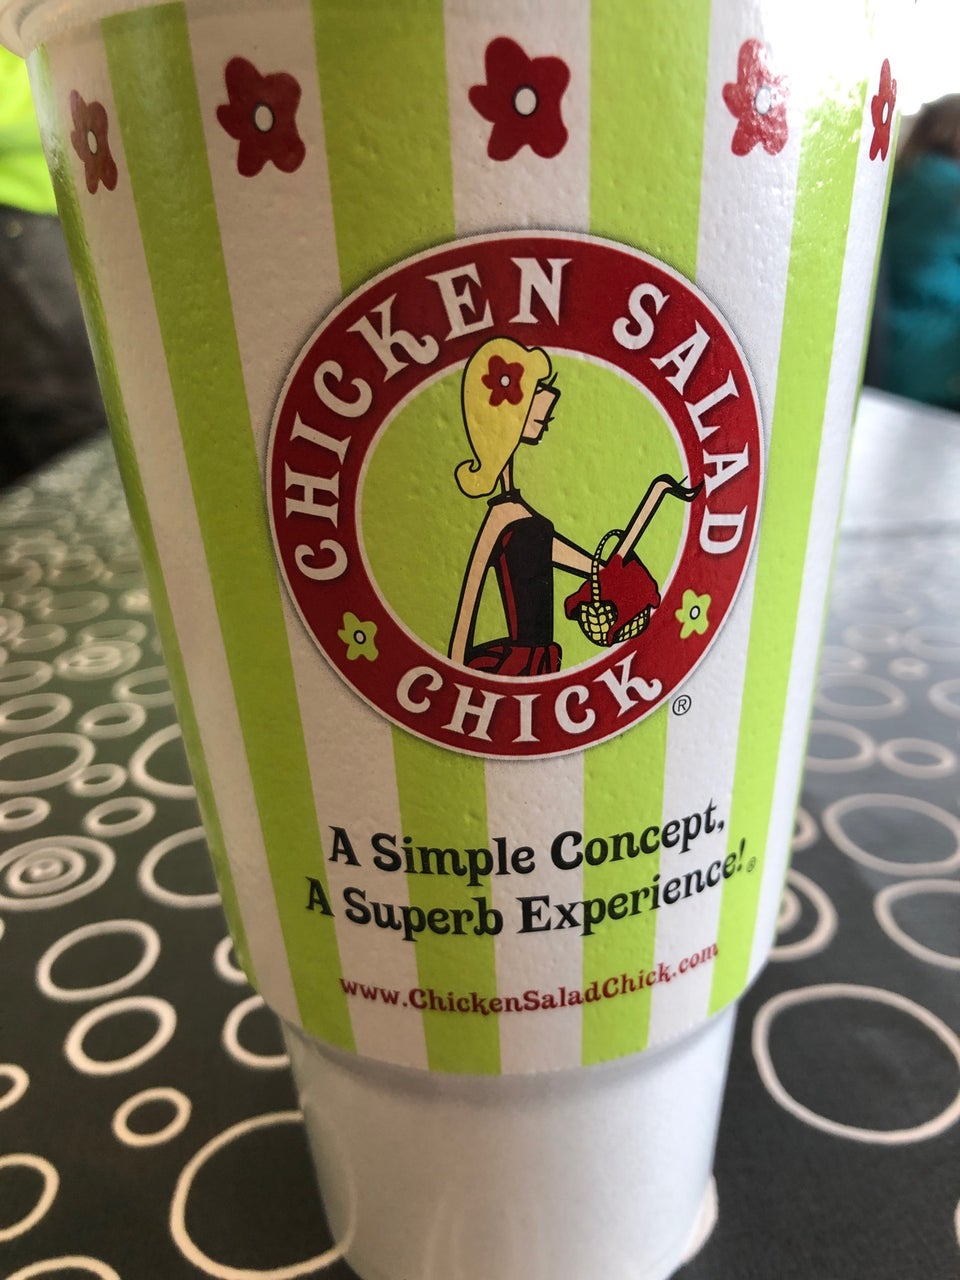 CHICKEN SALAD
CHICK
®
A Simple Concept,
A Superb Experience!®
www.ChickenSaladChick.com